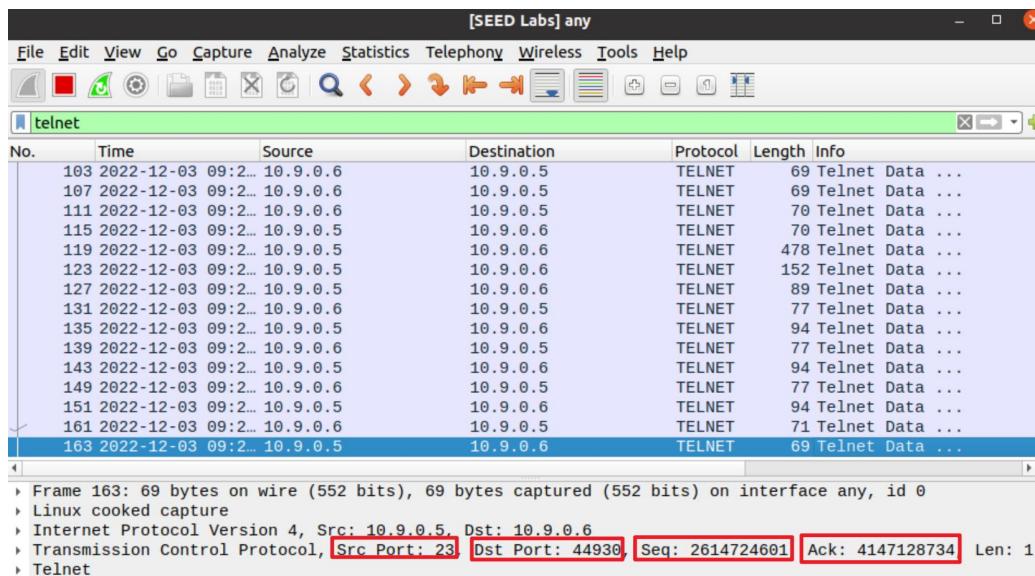 [SEED Labs] any
File Edit View Go Capture Analyze Statistics Telephony Wireless Tools Help
telnet
No. Time Source Destination Protocol Length Info
103 2022-12-03 09:2… 10.9.0.6 10.9.0.5 TELNET 69 Telnet Data ...
107 2022-12-03 09:2… 10.9.0.6 10.9.0.5 TELNET 69 Telnet Data ...
111 2022-12-03 09:2… 10.9.0.6 10.9.0.5 TELNET 70 Telnet Data ...
115 2022-12-03 09:2… 10.9.0.5 10.9.0.6 TELNET 70 Telnet Data ...
119 2022-12-03 09:2… 10.9.0.5 10.9.0.6 TELNET 478 Telnet Data ...
123 2022-12-03 09:2… 10.9.0.5 10.9.0.6 TELNET 152 Telnet Data ...
127 2022-12-03 09:2… 10.9.0.5 10.9.0.6 TELNET 89 Telnet Data ...
131 2022-12-03 09:2… 10.9.0.6 10.9.0.5 TELNET 77 Telnet Data ...
135 2022-12-03 09:2… 10.9.0.5 10.9.0.6 TELNET 94 Telnet Data ...
139 2022-12-03 09:2… 10.9.0.6 10.9.0.5 TELNET 77 Telnet Data ...
143 2022-12-03 09:2… 10.9.0.5 10.9.0.6 TELNET 94 Telnet Data ...
149 2022-12-03 09:2… 10.9.0.6 10.9.0.5 TELNET 77 Telnet Data ...
151 2022-12-03 09:2… 10.9.0.5 10.9.0.6 TELNET 94 Telnet Data ...
161 2022-12-03 09:2… 10.9.0.6 10.9.0.5 TELNET 71 Telnet Data ...
163 2022-12-03 09:2… 10.9.0.5 10.9.0.6 TELNET 69 Telnet Data ...
Frame 163: 69 bytes on wire (552 bits), 69 bytes captured (552 bits) on interface any, id 0
Linux cooked capture
Internet Protocol Version 4, Src: 10.9.0.5, Dst: 10.9.0.6
Transmission Control Protocol, Src Port: 23, Dst Port: 44930, Seq: 2614724601, Ack: 4147128734, Len: 1
Telnet